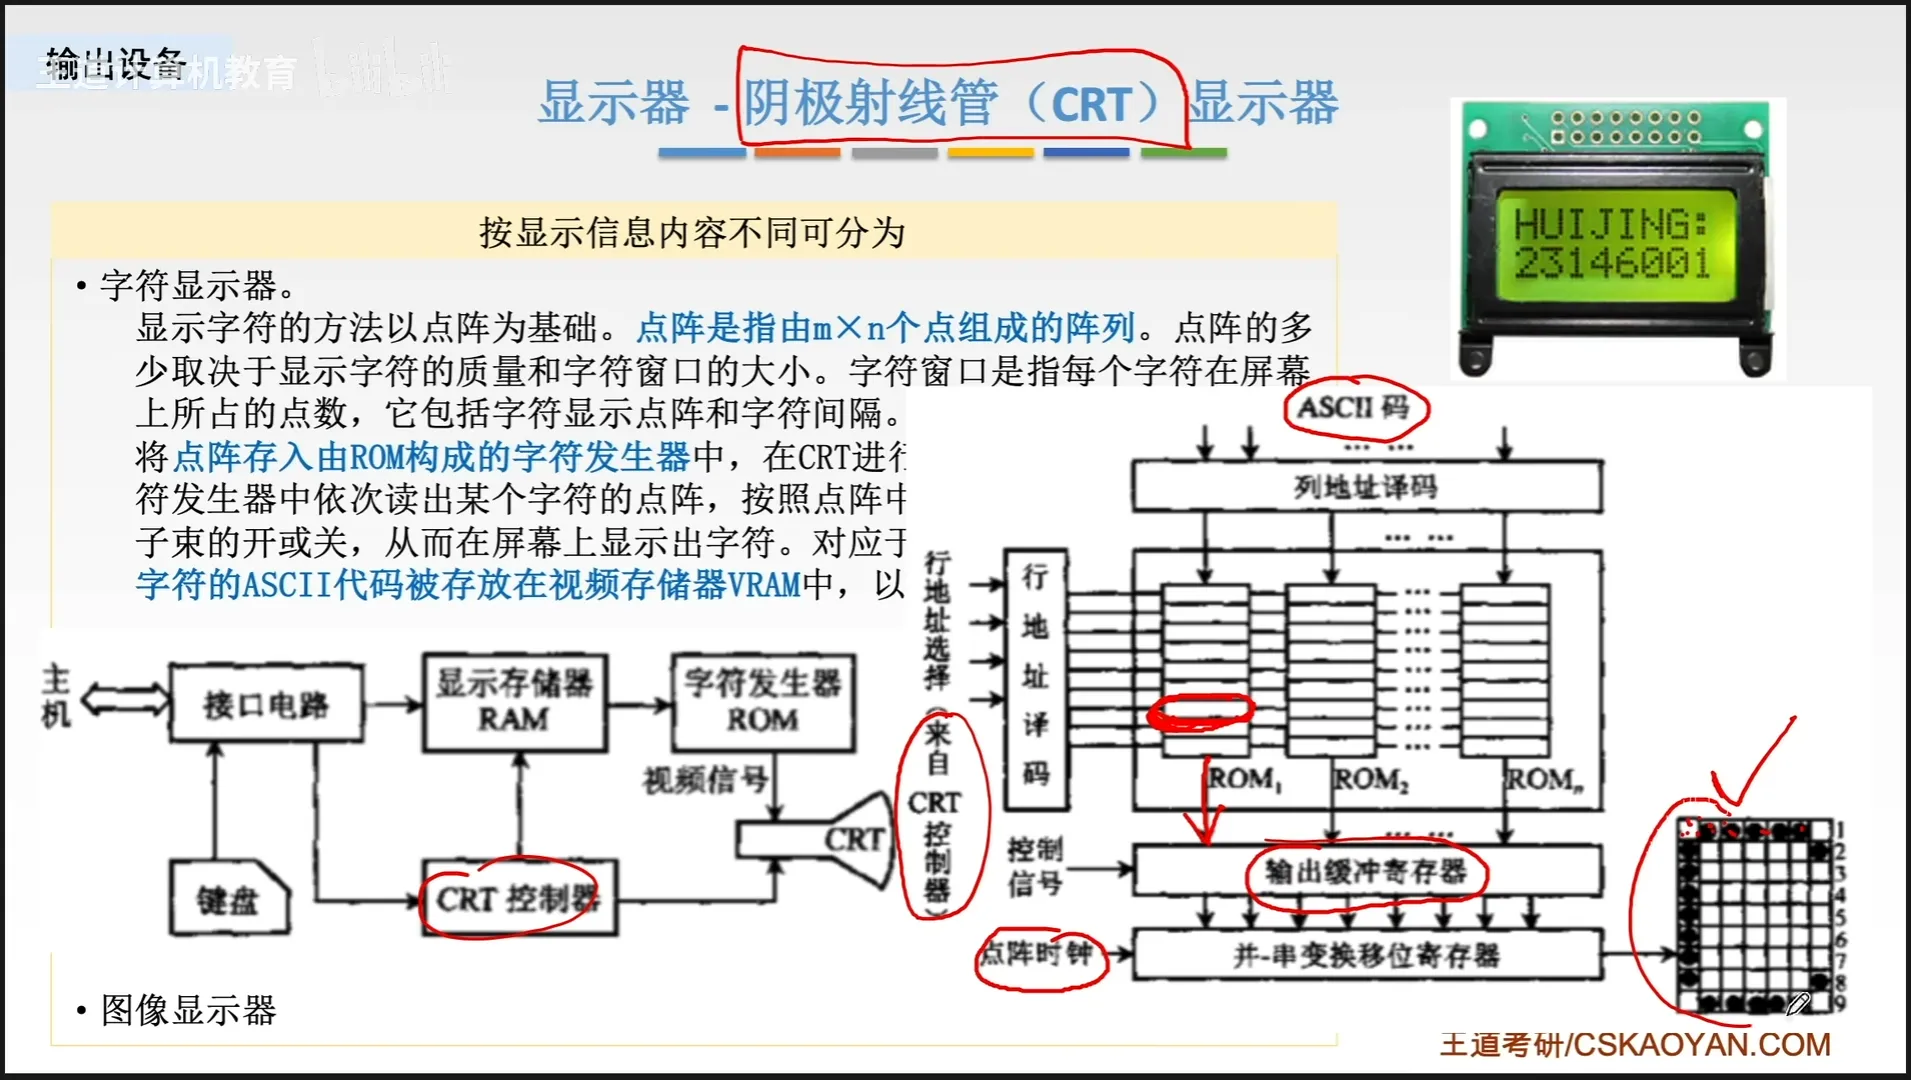 输出设备
王道计算机教育 bilibili
显示器 - 阴极射线管（CRT）显示器
按显示信息内容不同可分为
• 字符显示器。
显示字符的方法以点阵为基础。点阵是指由m×n个点组成的阵列。点阵的多
少取决于显示字符的质量和字符窗口的大小。字符窗口是指每个字符在屏幕
上所占的点数，它包括字符显示点阵和字符间隔。
将点阵存入由ROM构成的字符发生器中，在CRT进行
符发生器中依次读出某个字符的点阵，按照点阵中
子束的开或关，从而在屏幕上显示出字符。对应于
字符的ASCII代码被存放在视频存储器VRAM中，以
HUIJING:
23146001
主机
接口电路
显示存储器
RAM
字符发生器
ROM
视频信号
CRT
键盘
CRT 控制器
ASCII 码
… …
列地址译码
… …
行地址选择（来自CRT控制器）
行地址译码
ROM1
ROM2
ROMn
… …
控制
信号
输出缓冲寄存器
点阵时钟
并-串变换移位寄存器
1
2
3
4
5
6
7
8
9
• 图像显示器
王道考研/CSKAOYAN.COM